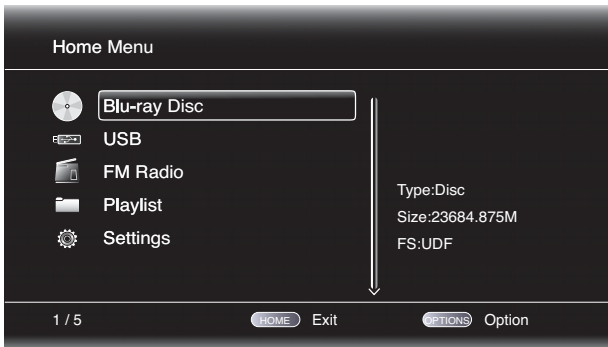 Home Menu
Blu-ray Disc
USB
FM Radio
Playlist
Settings
Type:Disc
Size:23684.875M
FS:UDF
1 / 5
HOME Exit
OPTIONS Option